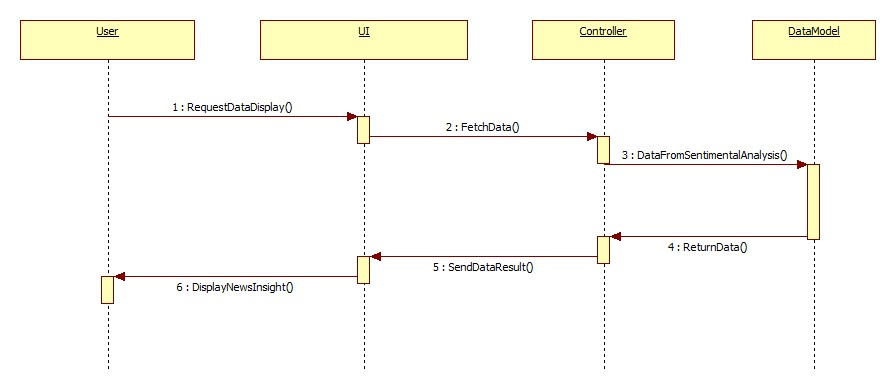 User
UI
Controller
DataModel
1 : RequestDataDisplay()
2 : FetchData()
3 : DataFromSentimentalAnalysis()
4 : ReturnData()
5 : SendDataResult()
6 : DisplayNewsInsight()